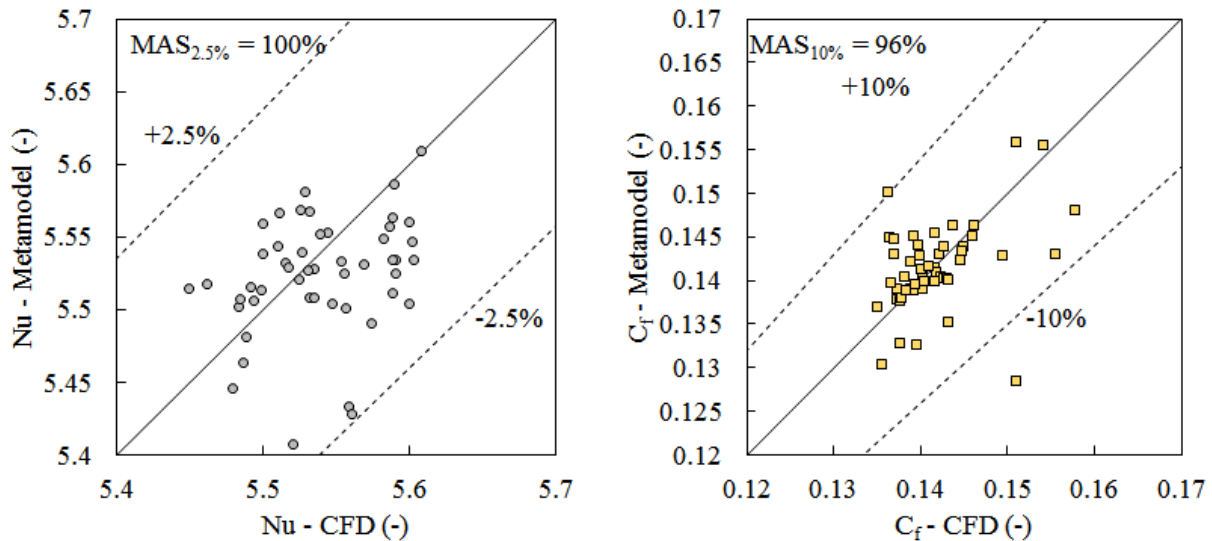 5.7
MAS2.5% = 100%
5.65
+2.5%
5.6
5.55
5.5
-2.5%
5.45
5.4
5.4 5.5 5.6 5.7
Nu - Metamodel (-)
Nu - CFD (-)
0.17
MAS10% = 96%
+10%
0.165
0.16
0.155
0.15
0.145
0.14
0.135
-10%
0.13
0.125
0.12
0.12 0.13 0.14 0.15 0.16 0.17
Cf - Metamodel (-)
Cf - CFD (-)